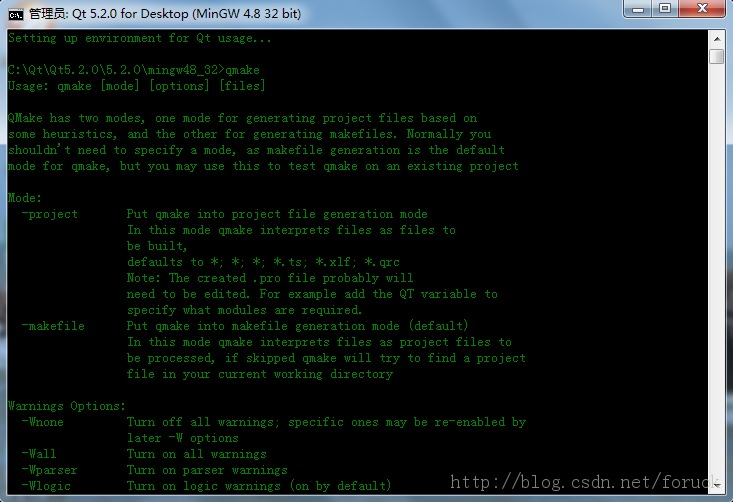 管理员: Qt 5.2.0 for Desktop (MinGW 4.8 32 bit)
Setting up environment for Qt usage...
C:\Qt\Qt5.2.0\5.2.0\mingw48_32>qmake
Usage: qmake [mode] [options] [files]
QMake has two modes, one mode for generating project files based on
some heuristics, and the other for generating makefiles. Normally you
shouldn't need to specify a mode, as makefile generation is the default
mode for qmake, but you may use this to test qmake on an existing project
Mode:
-project Put qmake into project file generation mode
In this mode qmake interprets files as files to
be built,
defaults to *; *; *; *.ts; *.xlf; *.qrc
Note: The created .pro file probably will
need to be edited. For example add the QT variable to
specify what modules are required.
-makefile Put qmake into makefile generation mode (default)
In this mode qmake interprets files as project files to
be processed, if skipped qmake will try to find a project
file in your current working directory
Warnings Options:
-Wnone Turn off all warnings; specific ones may be re-enabled by
later -W options
-Wall Turn on all warnings
-Wparser Turn on parser warnings
-Wlogic Turn on logic warnings (on by default)
http://blog.csdn.net/foruck